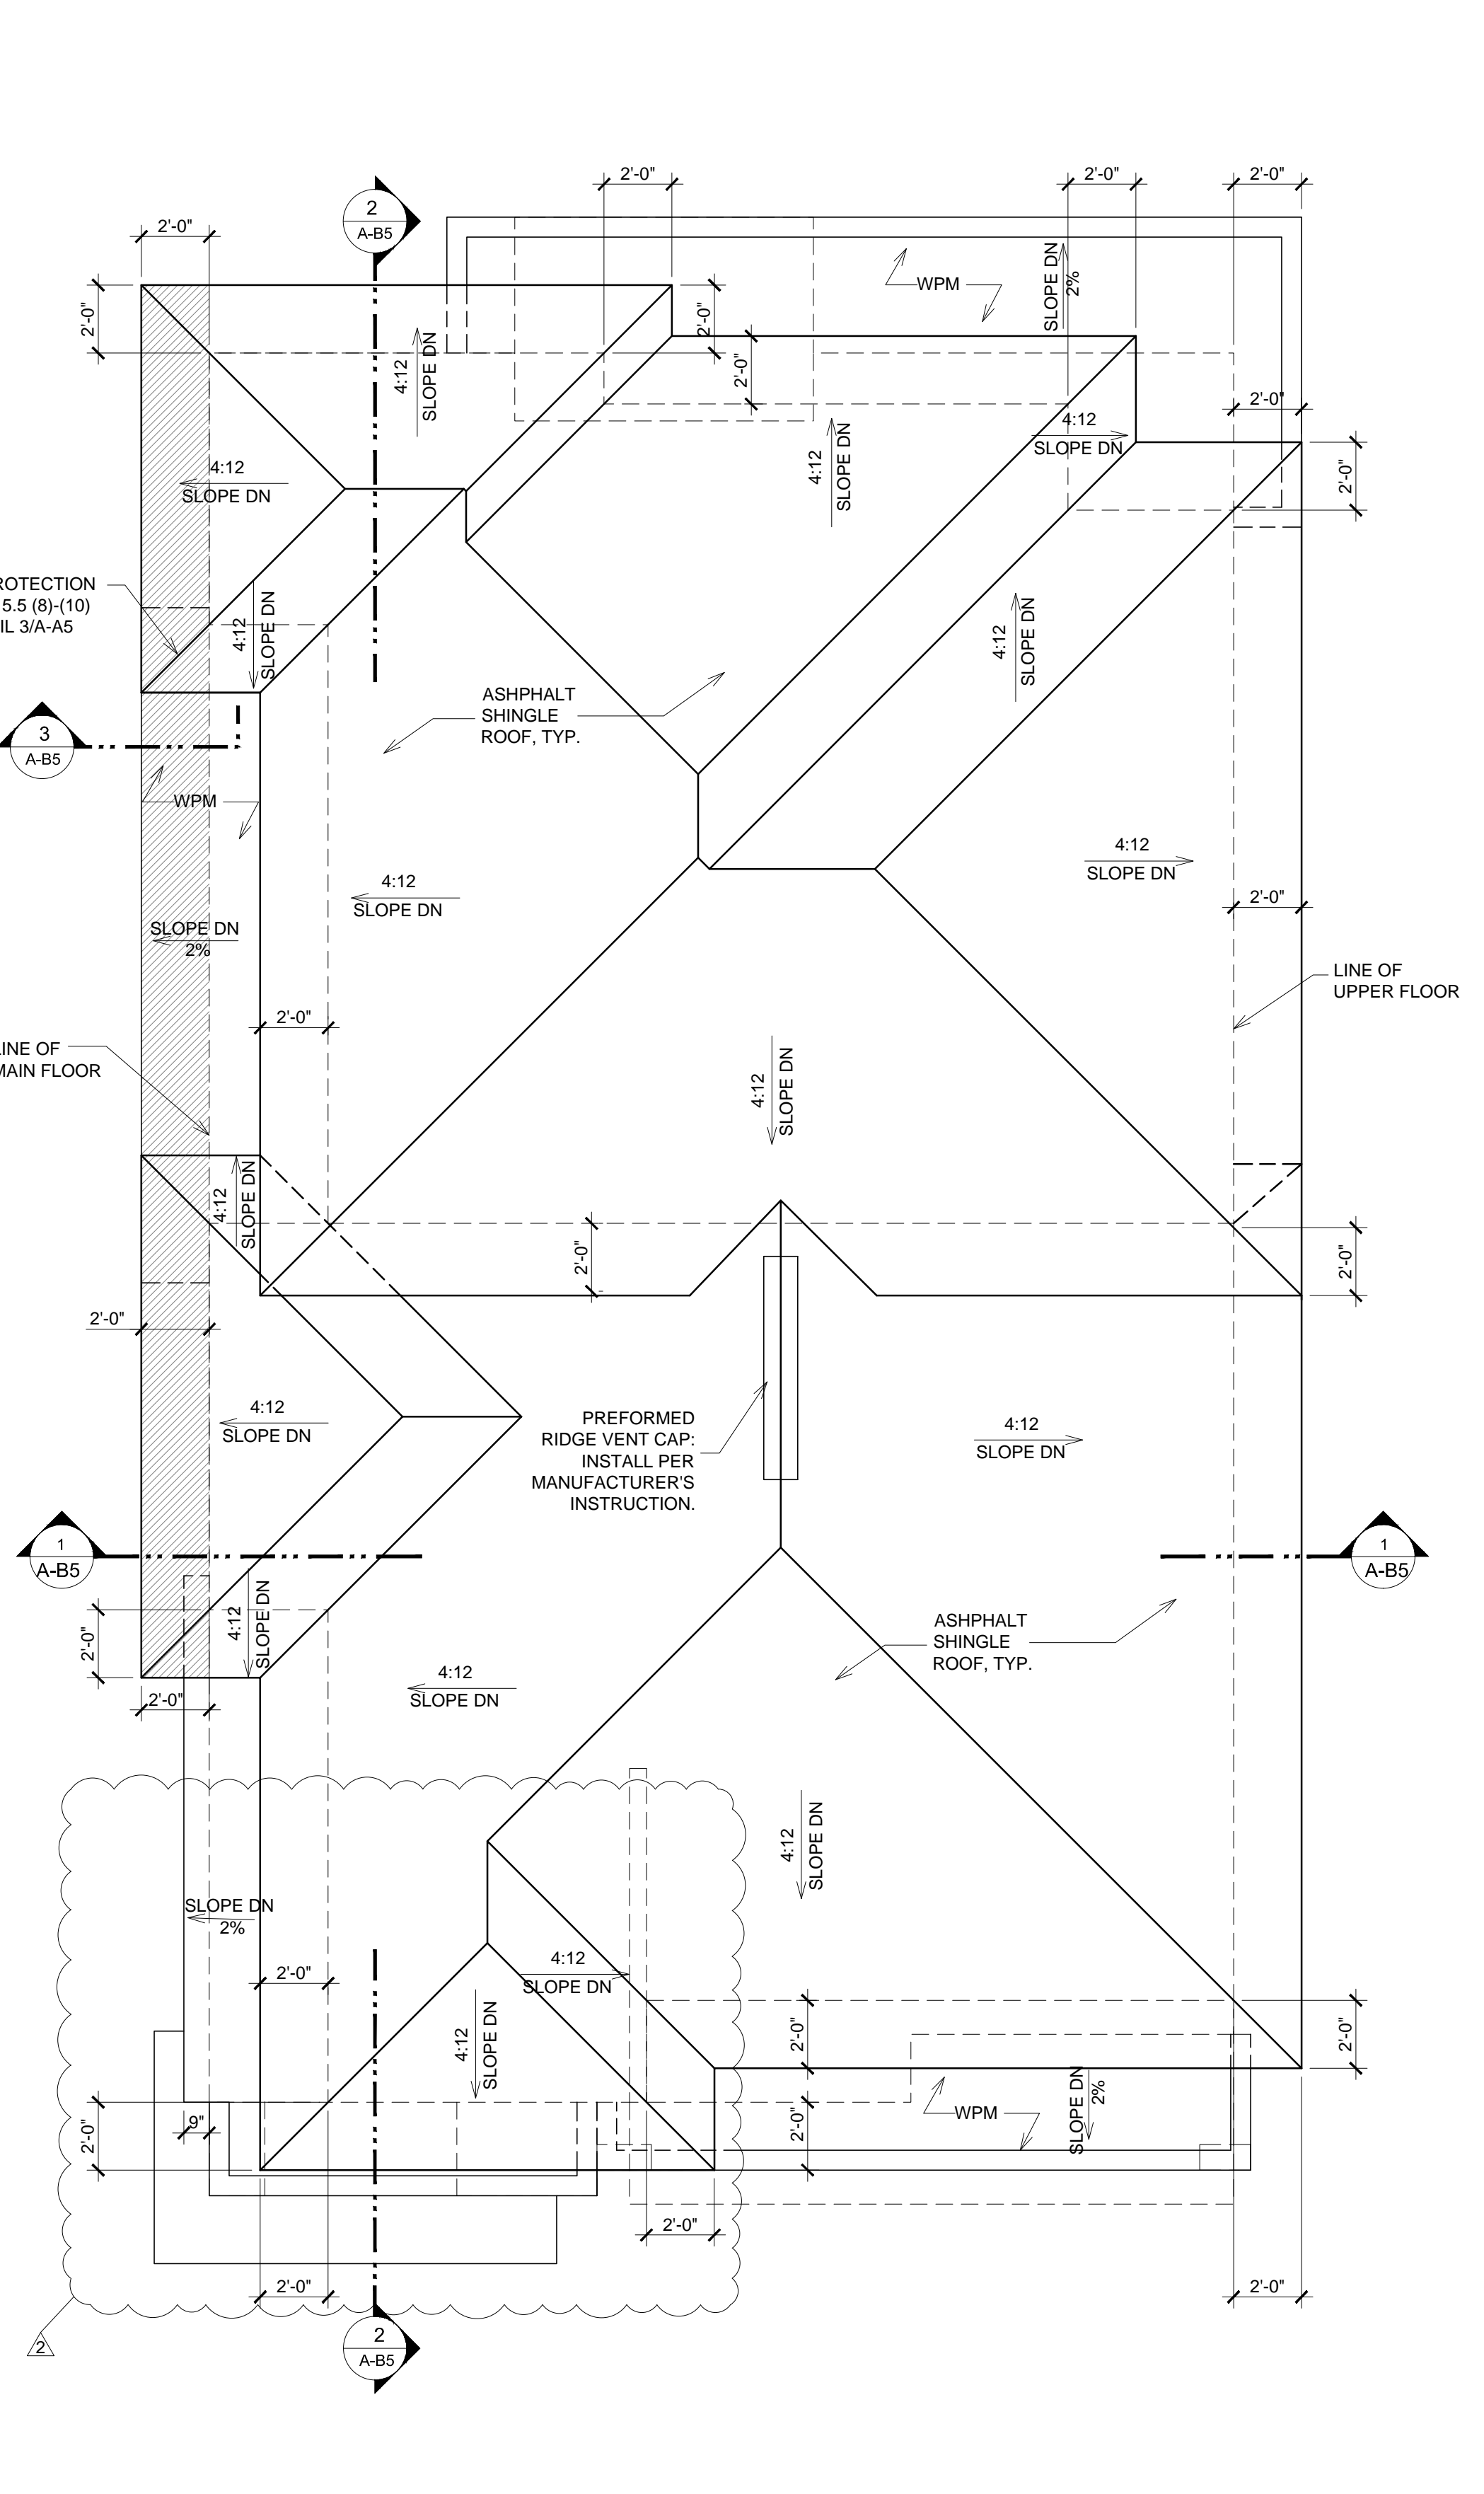 2'-0"
2'-0"
2'-0"
2
A-B5
2'-0"
SLOPE DN
2%
WPM
2'-0"
2'-0"
2'-0"
4:12
SLOPE DN
2'-0"
4:12
SLOPE DN
4:12
SLOPE DN
4:12
SLOPE DN
2'-0"
ROTECTION
5.5 (8)-(10)
IL 3/A-A5
4:12
SLOPE DN
4:12
SLOPE DN
ASHPHALT
SHINGLE
ROOF, TYP.
3
A-B5
WPM
4:12
SLOPE DN
4:12
SLOPE DN
2'-0"
SLOPE DN
2%
LINE OF
UPPER FLOOR
2'-0"
LINE OF
MAIN FLOOR
4:12
SLOPE DN
4:12
SLOPE DN
2'-0"
2'-0"
2'-0"
4:12
SLOPE DN
PREFORMED
RIDGE VENT CAP:
INSTALL PER
MANUFACTURER'S
INSTRUCTION.
4:12
SLOPE DN
1
A-B5
1
A-B5
2'-0"
4:12
SLOPE DN
ASHPHALT
SHINGLE
ROOF, TYP.
4:12
SLOPE DN
2'-0"
4:12
SLOPE DN
SLOPE DN
2%
4:12
SLOPE DN
2'-0"
4:12
SLOPE DN
2'-0"
2'-0"
2'-0"
9"
2'-0"
WPM
SLOPE DN
2%
2'-0"
2'-0"
2'-0"
2
A-B5
2